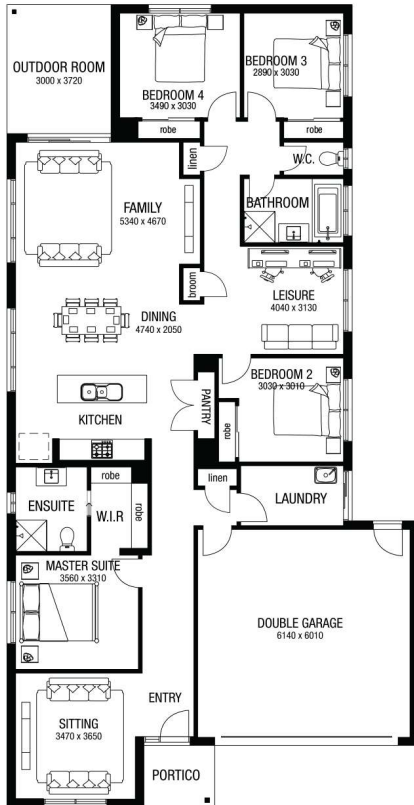 OUTDOOR ROOM
3000 x 3720
BEDROOM 4
3490 x 3030
BEDROOM 3
2890 x 3030
robe
robe
linen
W.C.
FAMILY
5340 x 4670
BATHROOM
broom
LEISURE
4040 x 3130
DINING
4740 x 2050
BEDROOM 2
3030 x 3010
PANTRY
KITCHEN
robe
robe
linen
LAUNDRY
ENSUITE
W.I.R
robe
MASTER SUITE
3560 x 3310
DOUBLE GARAGE
6140 x 6010
ENTRY
SITTING
3470 x 3650
PORTICO